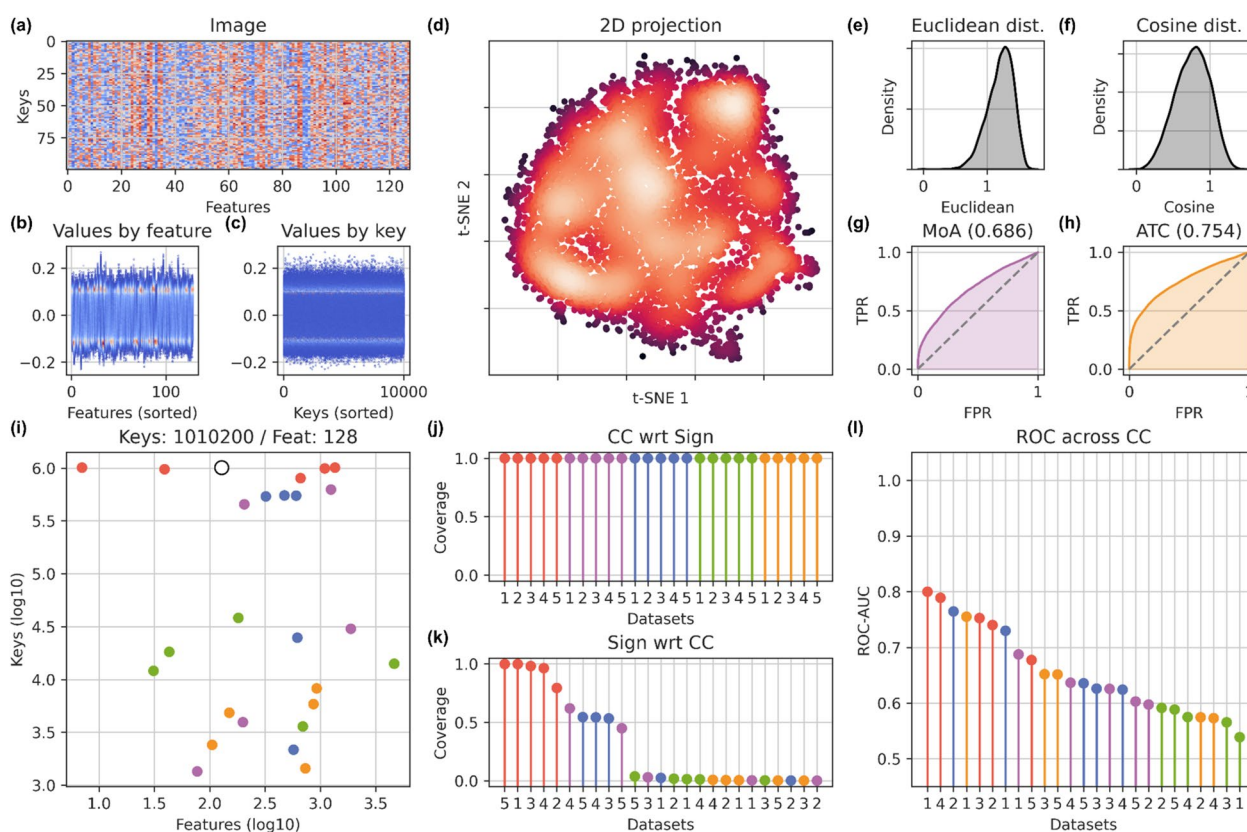 (a)
Image
Keys
0
25
50
75
0 20 40 60 80 100 120
Features
(b)
Values by feature
0.2
0.0
−0.2
0 100
Features (sorted)
(c)
Values by key
0.2
0.0
−0.2
0 10000
Keys (sorted)
(d)
2D projection
t-SNE 2
t-SNE 1
(e)
Euclidean dist.
Density
0 1
Euclidean
(f)
Cosine dist.
Density
0 1
Cosine
(g)
MoA (0.686)
TPR
1.0
0.5
0.0
0 1
FPR
(h)
ATC (0.754)
TPR
1.0
0.5
0.0
0
FPR
(i)
Keys: 1010200 / Feat: 128
Keys (log10)
6.0
5.5
5.0
4.5
4.0
3.5
3.0
1.0 1.5 2.0 2.5 3.0 3.5
Features (log10)
(j)
CC wrt Sign
Coverage
1.0
0.5
0.0
1 2 3 4 5 1 2 3 4 5 1 2 3 4 5 1 2 3 4 5 1 2 3 4 5
Datasets
(k)
Sign wrt CC
Coverage
1.0
0.5
0.0
5 1 3 4 2 4 5 4 3 5 5 3 1 2 1 4 2 1 4 1 3 5 2 3 2
Datasets
(l)
ROC across CC
ROC-AUC
1.0
0.9
0.8
0.7
0.6
0.5
1 4 2 1 3 2 1 1 5 3 5 4 5 3 3 4 5 2 2 5 4 2 4 3 1
Datasets